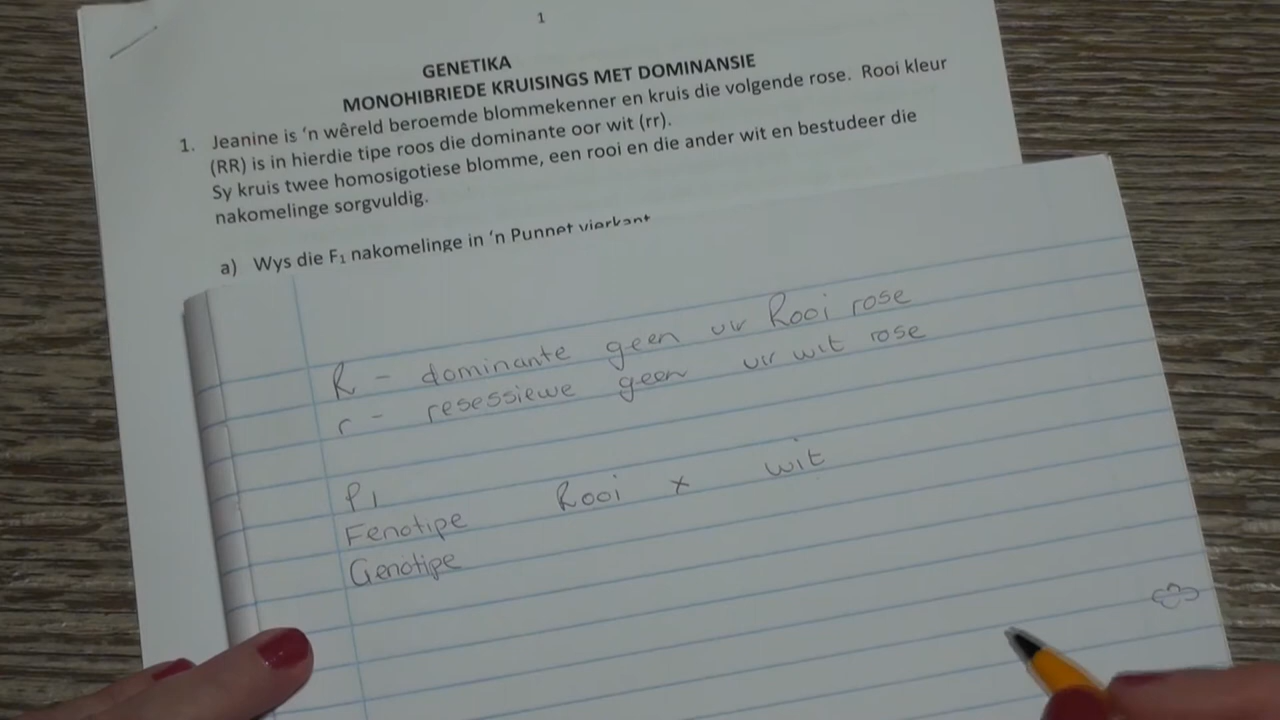 1
GENETIKA
MONOHIBRIEDE KRUISINGS MET DOMINANSIE
1. Jeanine is 'n wêreld beroemde blommekenner en kruis die volgende rose. Rooi kleur
(RR) is in hierdie tipe roos die dominante oor wit (rr).
Sy kruis twee homosigotiese blomme, een rooi en die ander wit en bestudeer die
nakomelinge sorgvuldig.
a) Wys die F₁ nakomelinge in 'n Punnet vierkant
R - dominante geen vir Rooi rose
r - resessiewe geen vir wit rose
P1
Fenotipe Rooi x wit
Genotipe